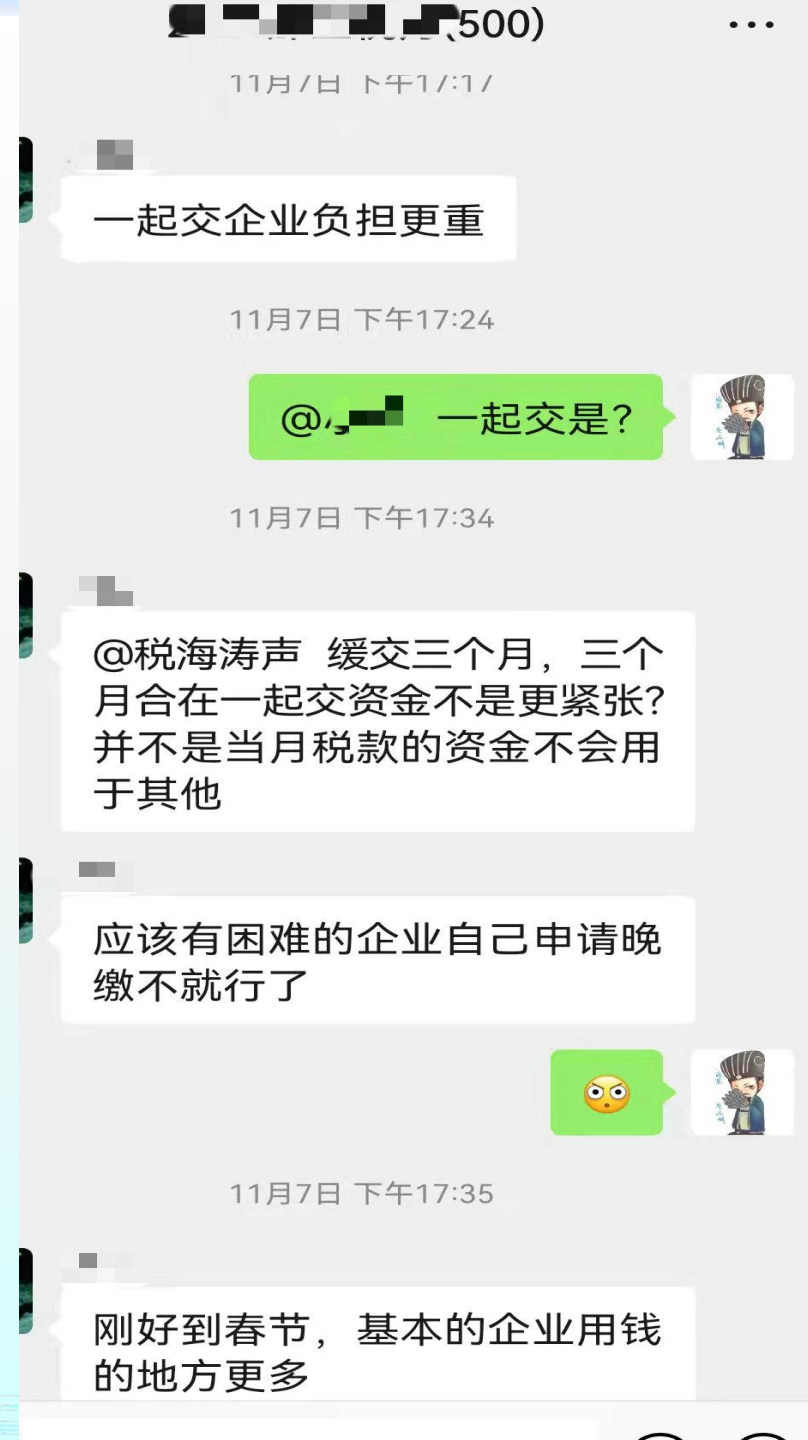 (500)
11月7日 下午17:17
一起交企业负担更重
11月7日 下午17:24
@ 一起交是？
11月7日 下午17:34
@税海涛声 缓交三个月，三个
月合在一起交资金不是更紧张？
并不是当月税款的资金不会用
于其他
应该有困难的企业自己申请晚
缴不就行了
11月7日 下午17:35
刚好到春节，基本的企业用钱
的地方更多